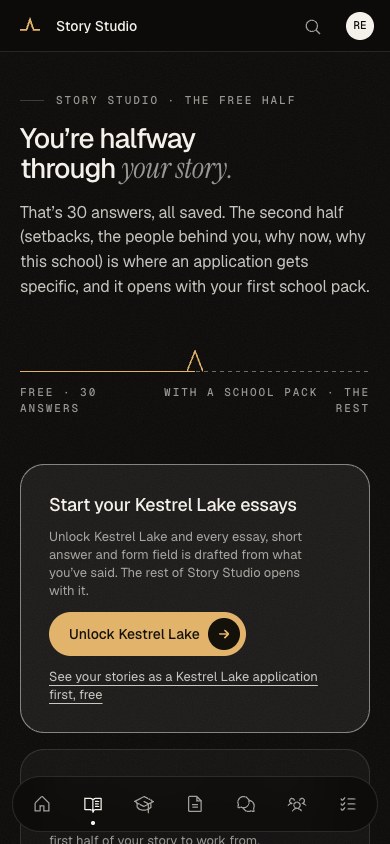 Story Studio
RE
STORY STUDIO · THE FREE HALF
You’re halfway
through your story.
That’s 30 answers, all saved. The second half
(setbacks, the people behind you, why now, why
this school) is where an application gets
specific, and it opens with your first school pack.
FREE · 30
ANSWERS
WITH A SCHOOL PACK · THE
REST
Start your Kestrel Lake essays
Unlock Kestrel Lake and every essay, short
answer and form field is drafted from what
you’ve said. The rest of Story Studio opens
with it.
Unlock Kestrel Lake
See your stories as a Kestrel Lake application
first, free
first half of your story to work from.